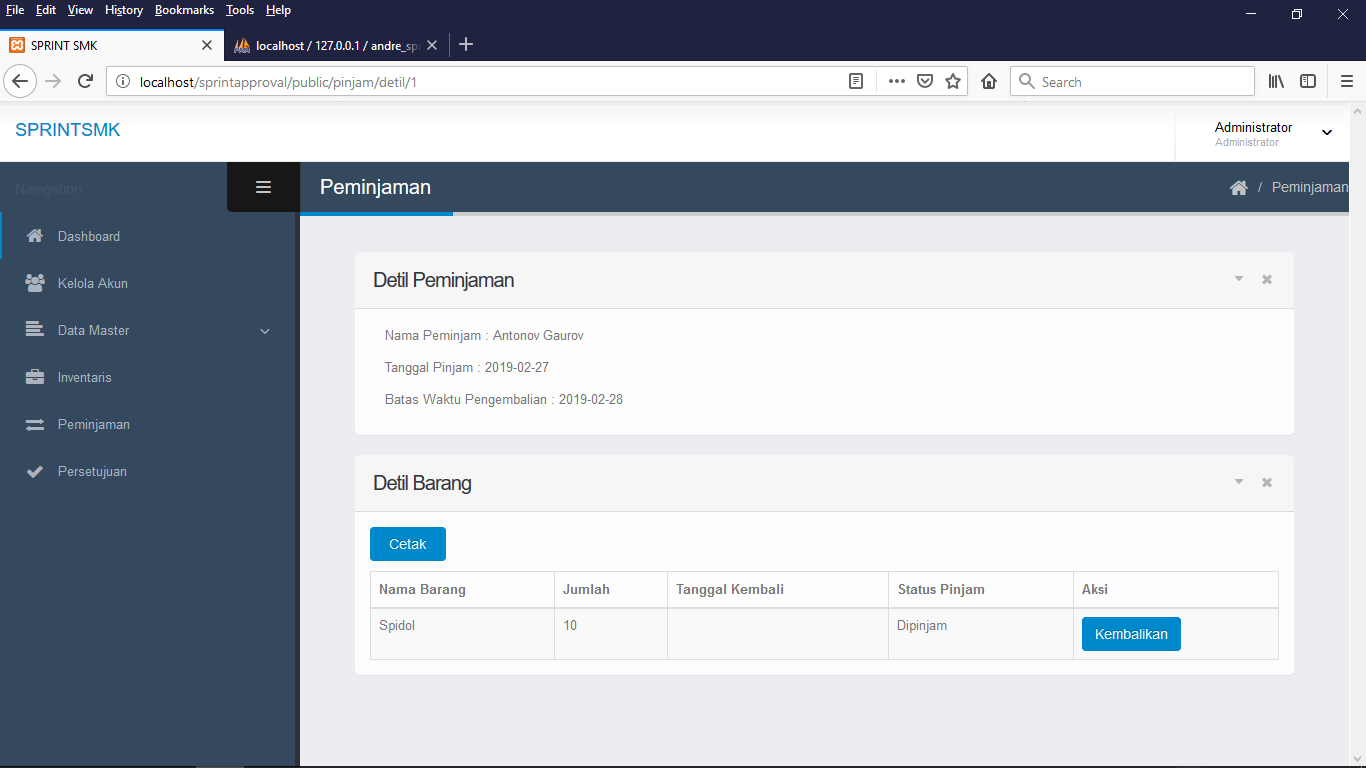 File Edit View History Bookmarks Tools Help
SPRINT SMK
localhost / 127.0.0.1 / andre_sp
localhost/sprintapproval/public/pinjam/detil/1
Search
SPRINTSMK
Administrator
Administrator
Navigation
Peminjaman
/ Peminjaman
Dashboard
Kelola Akun
Data Master
Inventaris
Peminjaman
Persetujuan
Detil Peminjaman
Nama Peminjam : Antonov Gaurov
Tanggal Pinjam : 2019-02-27
Batas Waktu Pengembalian : 2019-02-28
Detil Barang
Cetak
Nama Barang Jumlah Tanggal Kembali Status Pinjam Aksi
Spidol 10 Dipinjam Kembalikan